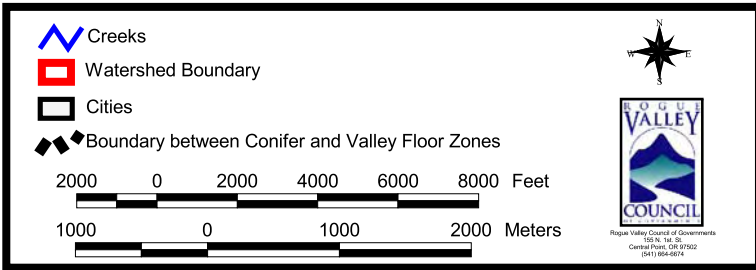 Creeks
Watershed Boundary
Cities
Boundary between Conifer and Valley Floor Zones
2000 0 2000 4000 6000 8000 Feet
1000 0 1000 2000 Meters
N
W E
S
ROGUE
VALLEY
COUNCIL
OF GOVERNMENTS
Rogue Valley Council of Governments
155 N. 1st. St.
Central Point, OR 97502
(541) 664-6674